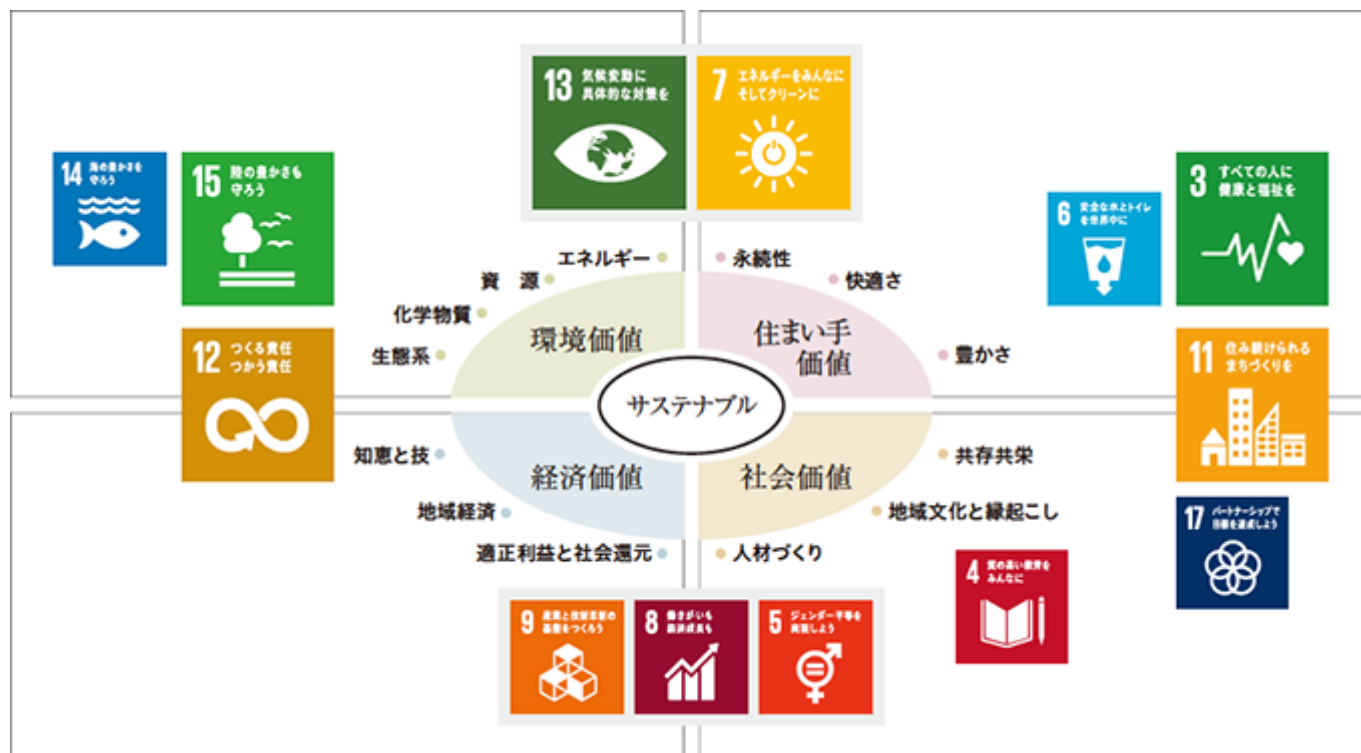 13 気候変動に
具体的な対策を
7 エネルギーをみんなに
そしてクリーンに
14 海の豊かさを
守ろう
15 陸の豊かさも
守ろう
6 安全な水とトイレ
を世界中に
3 すべての人に
健康と福祉を
エネルギー
資 源
化学物質
生態系
環境価値
永続性
快適さ
豊かさ
住まい手
価値
12 つくる責任
つかう責任
11 住み続けられる
まちづくりを
サステナブル
知恵と技
地域経済
適正利益と社会還元
経済価値
共存共栄
地域文化と縁起こし
人材づくり
社会価値
17 パートナーシップで
目標を達成しよう
4 質の高い教育を
みんなに
9 産業と技術革新の
基盤をつくろう
8 働きがいも
経済成長も
5 ジェンダー平等を
実現しよう